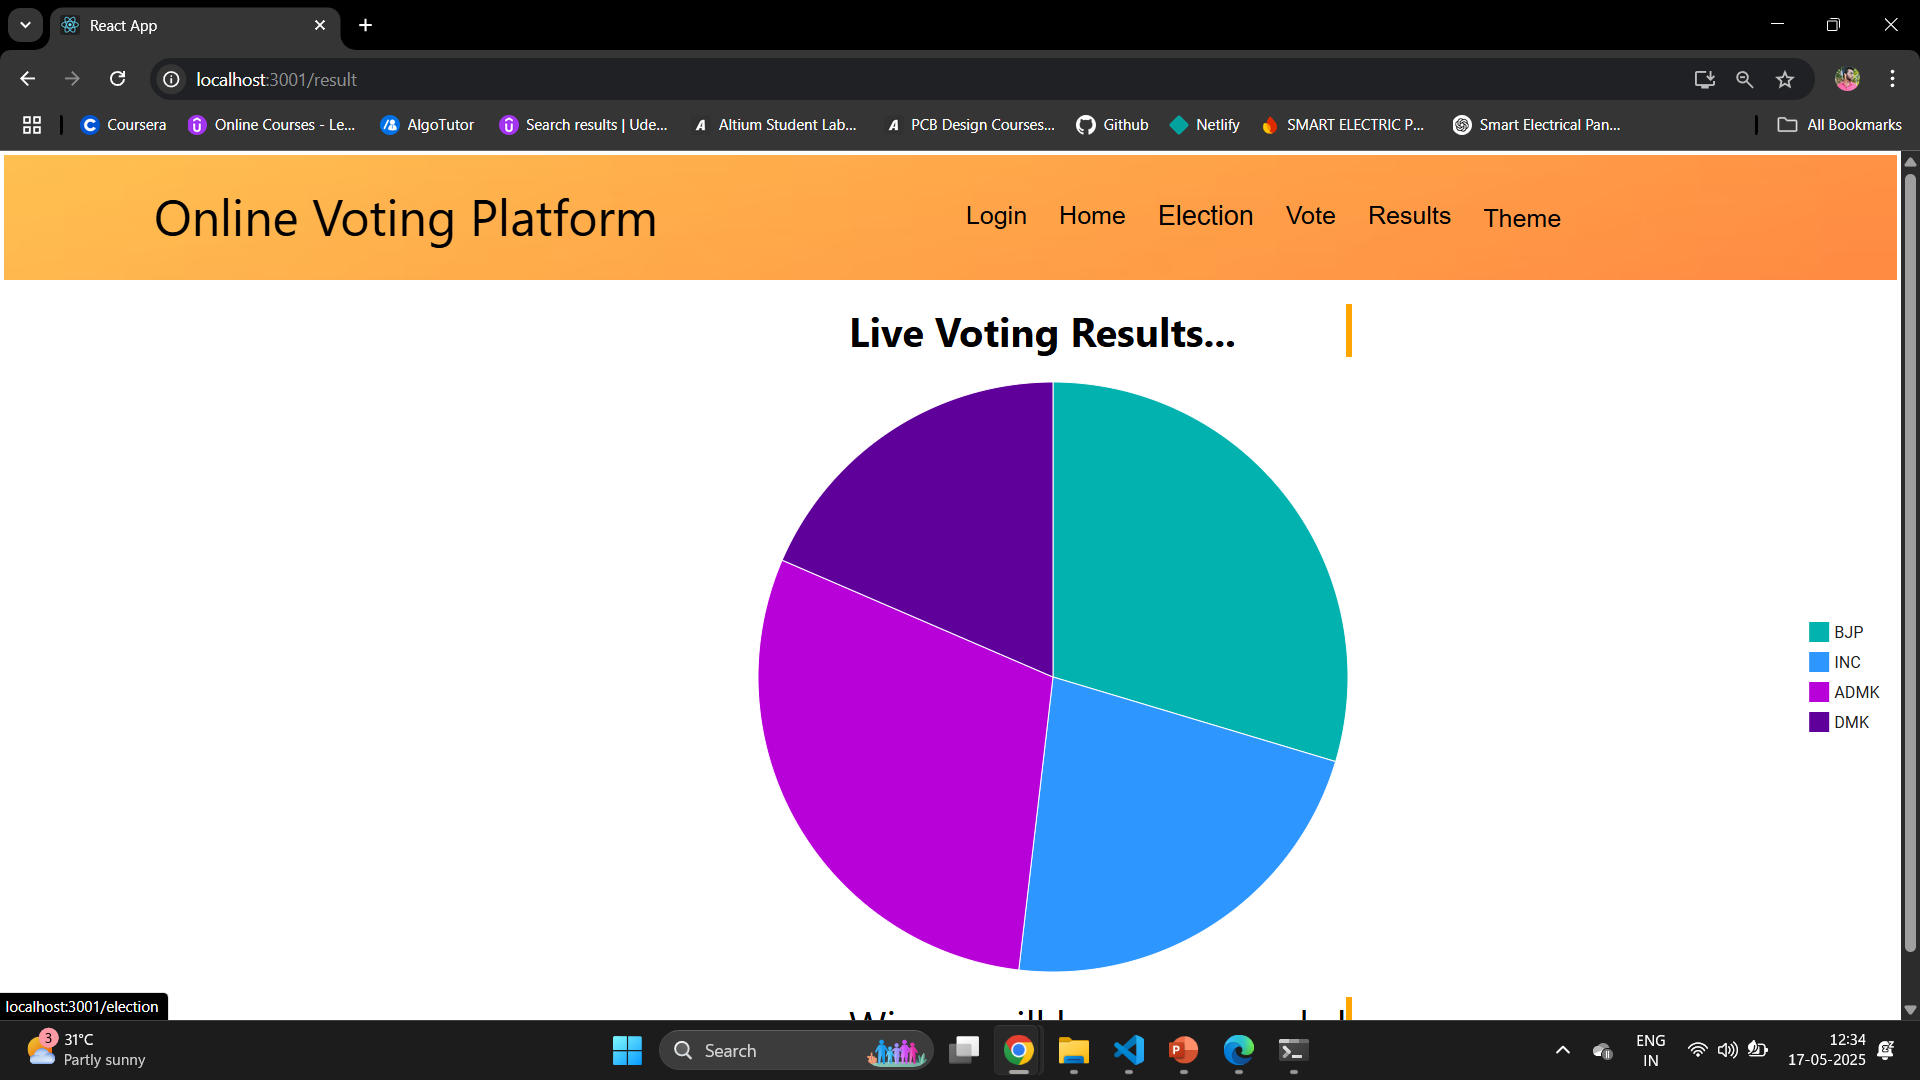 React App
localhost:3001/result
Coursera
Online Courses - Le...
AlgoTutor
Search results | Ude...
Altium Student Lab...
PCB Design Courses...
Github
Netlify
SMART ELECTRIC P...
Smart Electrical Pan...
All Bookmarks
Online Voting Platform
Login
Home
Election
Vote
Results
Theme
Live Voting Results...
BJP
INC
ADMK
DMK
localhost:3001/election
3
31°C
Partly sunny
Search
ENG
IN
12:34
17-05-2025